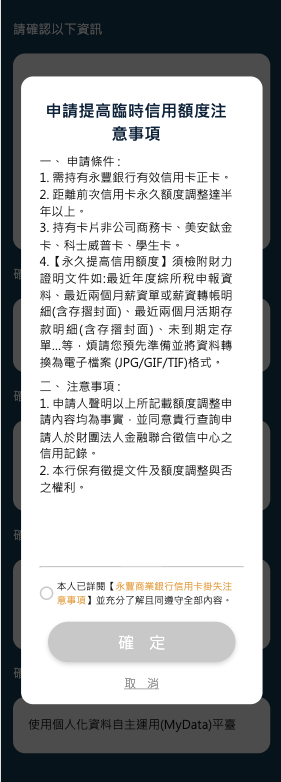 請確認以下資訊
申請提高臨時信用額度注
意事項
一、 申請條件:
1. 需持有永豐銀行有效信用卡正卡。
2. 距離前次信用卡永久額度調整達半
年以上。
3. 持有卡片非公司商務卡、美安鈦金
卡、科士威普卡、學生卡。
4.【永久提高信用額度】須檢附財力
證明文件如:最近年度綜所稅申報資
料、最近兩個月薪資單或薪資轉帳明
細(含存摺封面)、最近兩個月活期存
款明細(含存摺封面) 、未到期定存
單...等，煩請您預先準備並將資料轉
換為電子檔案 (JPG/GIF/TIF)格式。
二、 注意事項:
1. 申請人聲明以上所記載額度調整申
請內容均為事實，並同意貴行查詢申
請人於財團法人金融聯合徵信中心之
信用記錄。
2. 本行保有徵提文件及額度調整與否
之權利。
本人已詳閱【永豐商業銀行信用卡掛失注
意事項】並充分了解且同遵守全部內容。
確 定
取 消
使用個人化資料自主運用(MyData)平臺